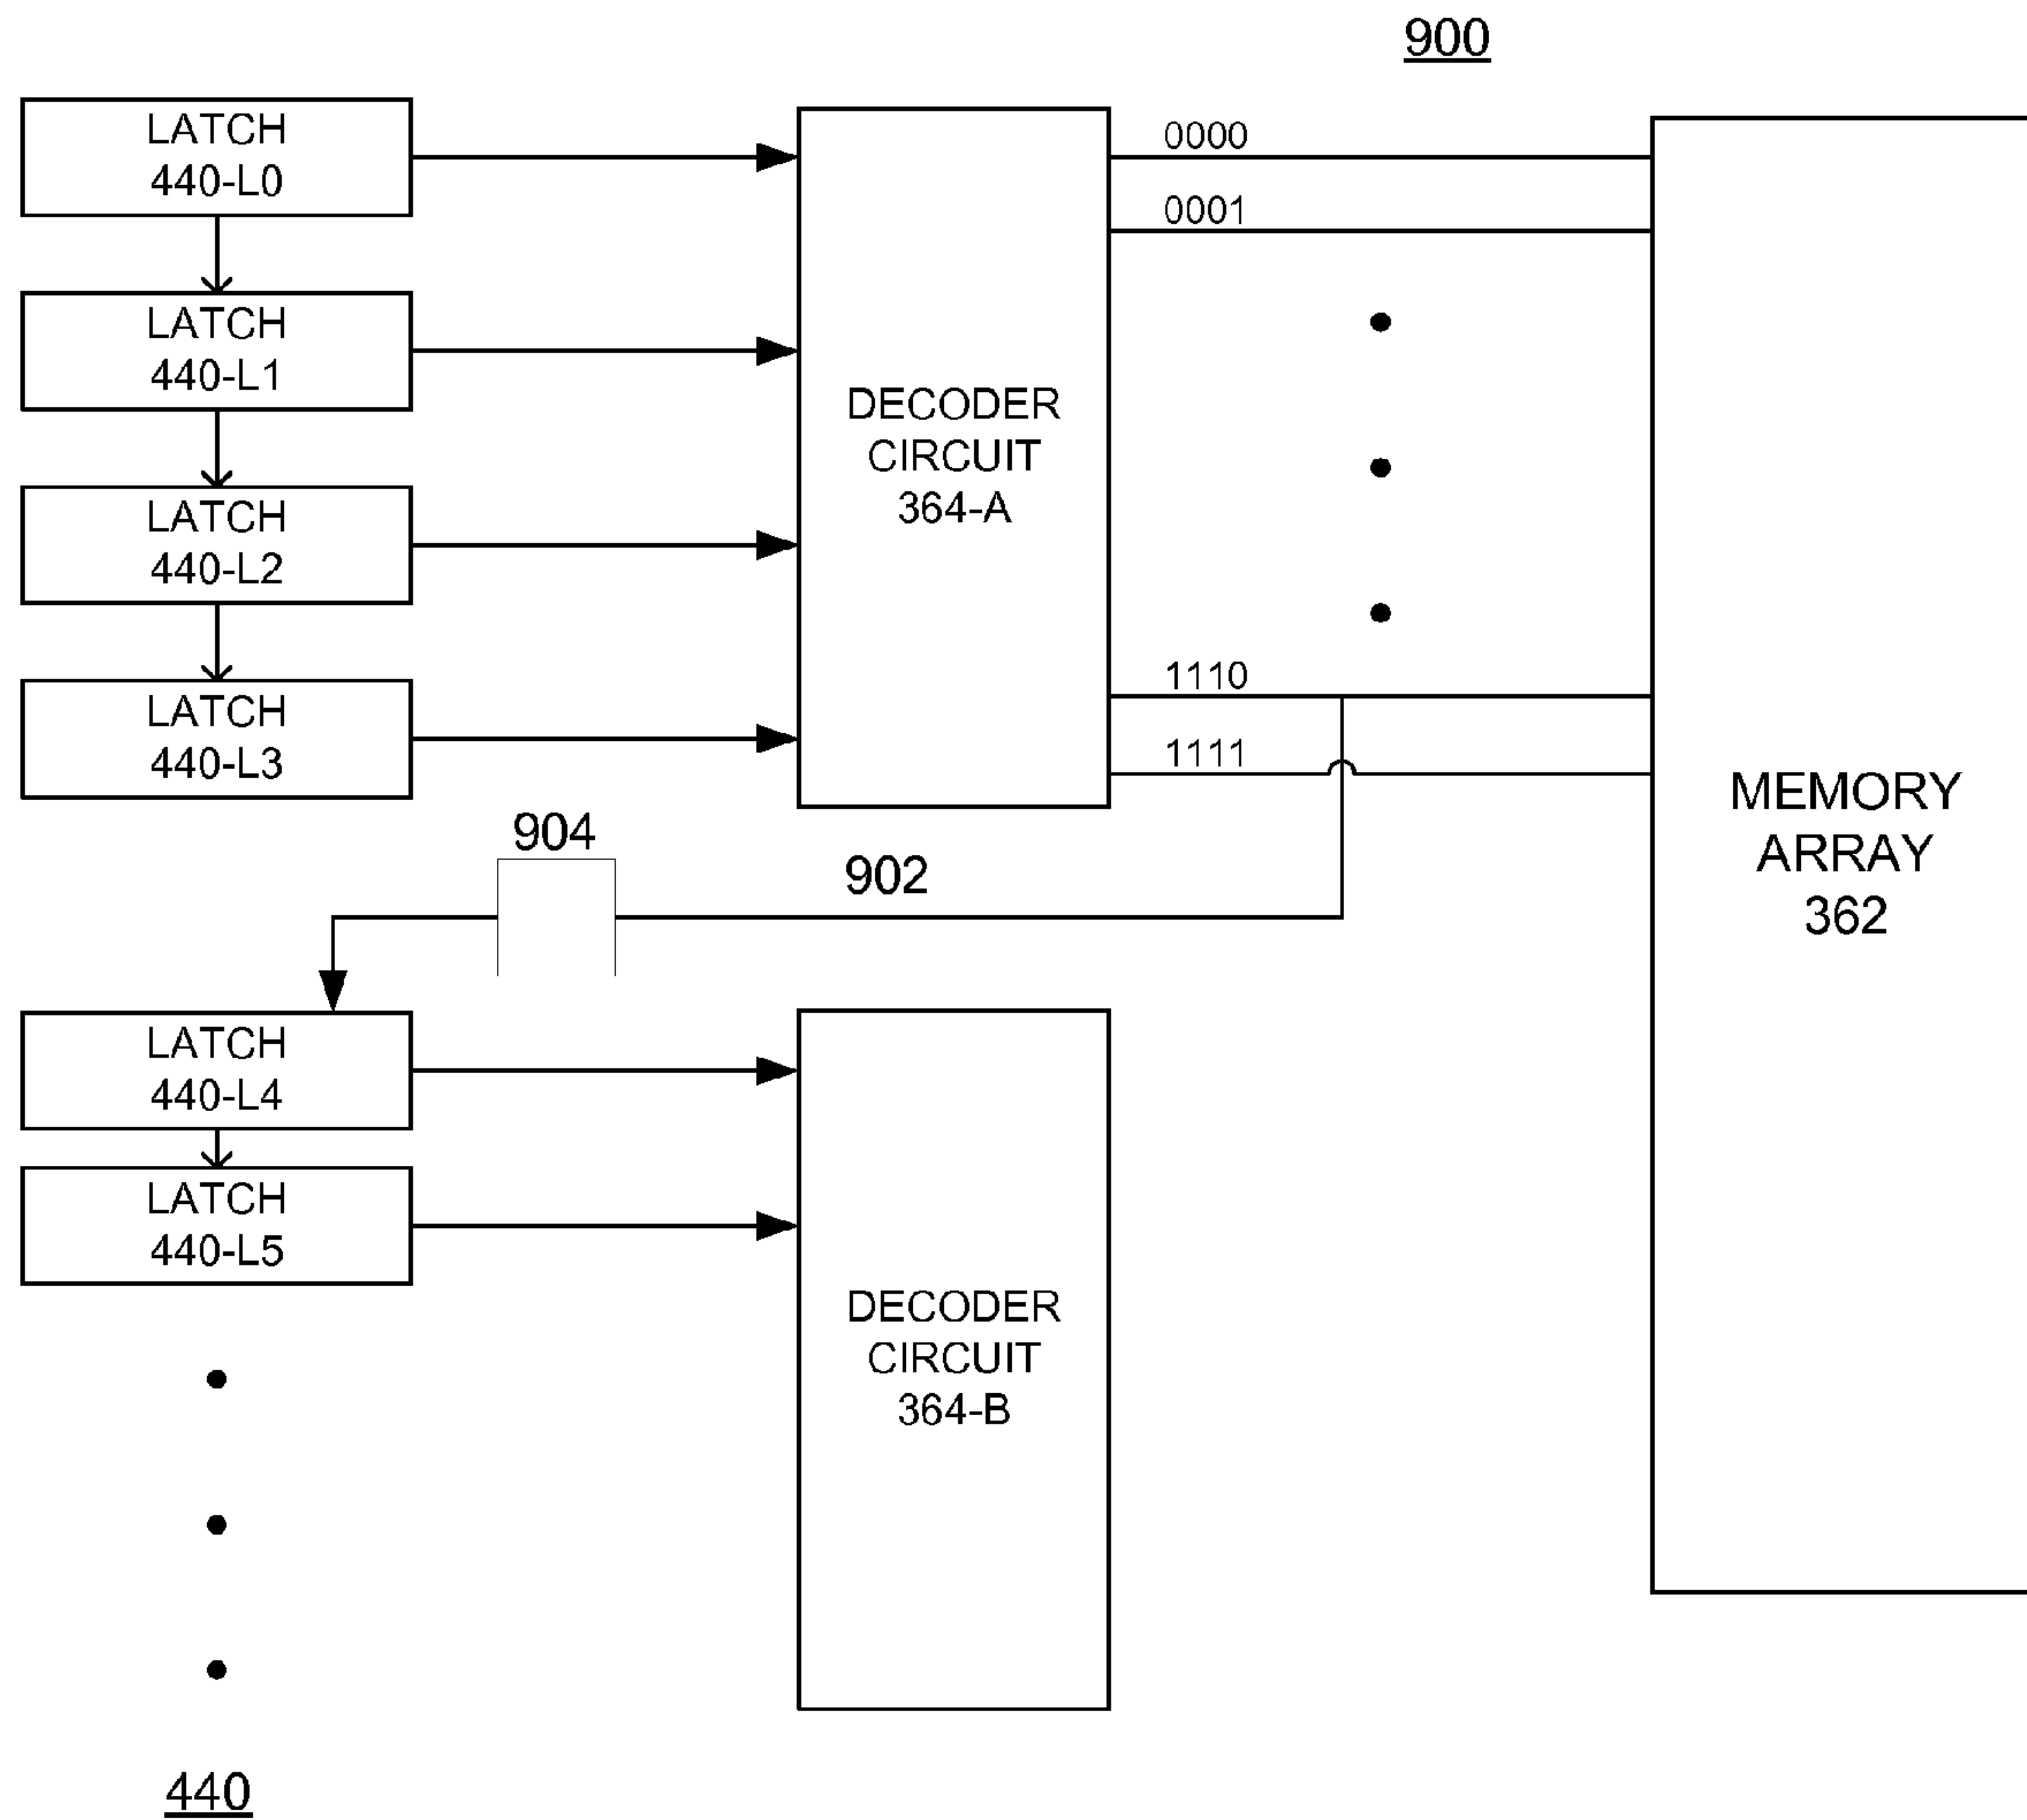 900
LATCH
440-L0
0000
0001
LATCH
440-L1
DECODER
CIRCUIT
364-A
LATCH
440-L2
1110
LATCH
440-L3
1111
MEMORY
ARRAY
362
904
902
LATCH
440-L4
LATCH
440-L5
DECODER
CIRCUIT
364-B
440